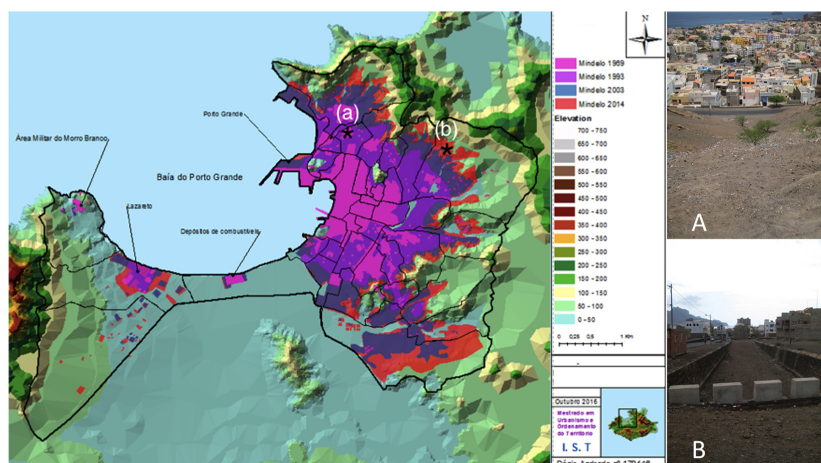 Porto Grande
Área Militar do Morro Branco
Baía do Porto Grande
Lazareto
Depósitos de combustíveis
(a)
*
(b)
*
N
Mindelo 1969
Mindelo 1993
Mindelo 2003
Mindelo 2014
Elevation
700 - 750
650 - 700
600 - 650
550 - 600
500 - 550
450 - 500
400 - 450
350 - 400
300 - 350
250 - 300
200 - 250
150 - 200
100 - 150
50 - 100
0 - 50
0 0,25 0,5 1 Km
Outubro 2016
Mestrado em
Urbanismo e
Ordenamento
do Território
I. S. T
A
B